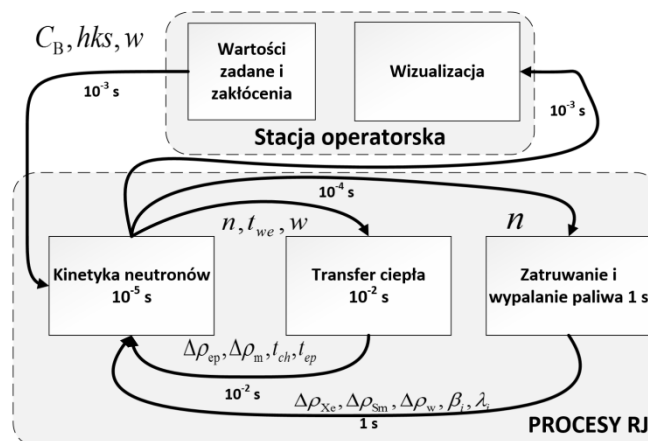 C_B, hks, w
Wartości
zadane i
zakłócenia
Wizualizacja
10⁻³ s
10⁻³ s
Stacja operatorska
10⁻⁴ s
n, t_we, w
n
Kinetyka neutronów
10⁻⁵ s
Transfer ciepła
10⁻² s
Zatruwanie i
wypalanie paliwa 1 s
Δρ_ep, Δρ_m, t_ch, t_ep
10⁻² s
Δρ_Xe, Δρ_Sm, Δρ_w, β_i, λ_i
1 s
PROCESY RJ